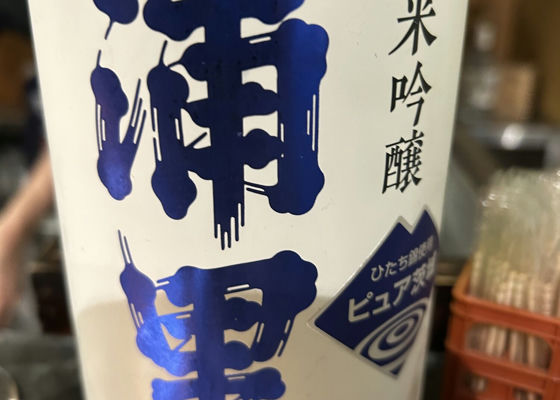 米吟醸
浦里
ひたち錦使用
ピュア茨城